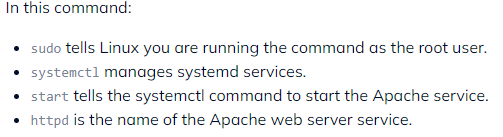 In this command:
• sudo tells Linux you are running the command as the root user.
• systemctl manages systemd services.
• start tells the systemctl command to start the Apache service.
• httpd is the name of the Apache web server service.